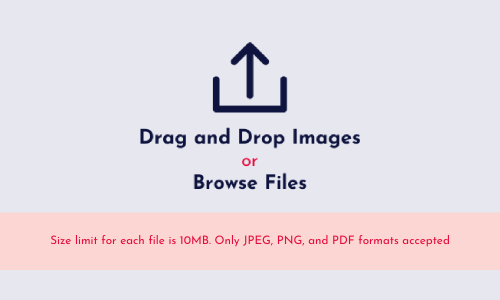 Drag and Drop Images
or
Browse Files
Size limit for each file is 10MB. Only JPEG, PNG, and PDF formats accepted